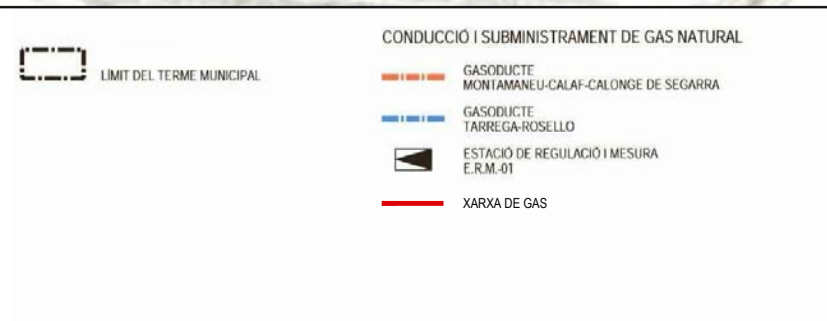 LÍMIT DEL TERME MUNICIPAL
CONDUCCIÓ I SUBMINISTRAMENT DE GAS NATURAL
GASODUCTE
MONTAMANEU-CALAF-CALONGE DE SEGARRA
GASODUCTE
TARREGA-ROSELLO
ESTACIÓ DE REGULACIÓ I MESURA
E.R.M.-01
XARXA DE GAS